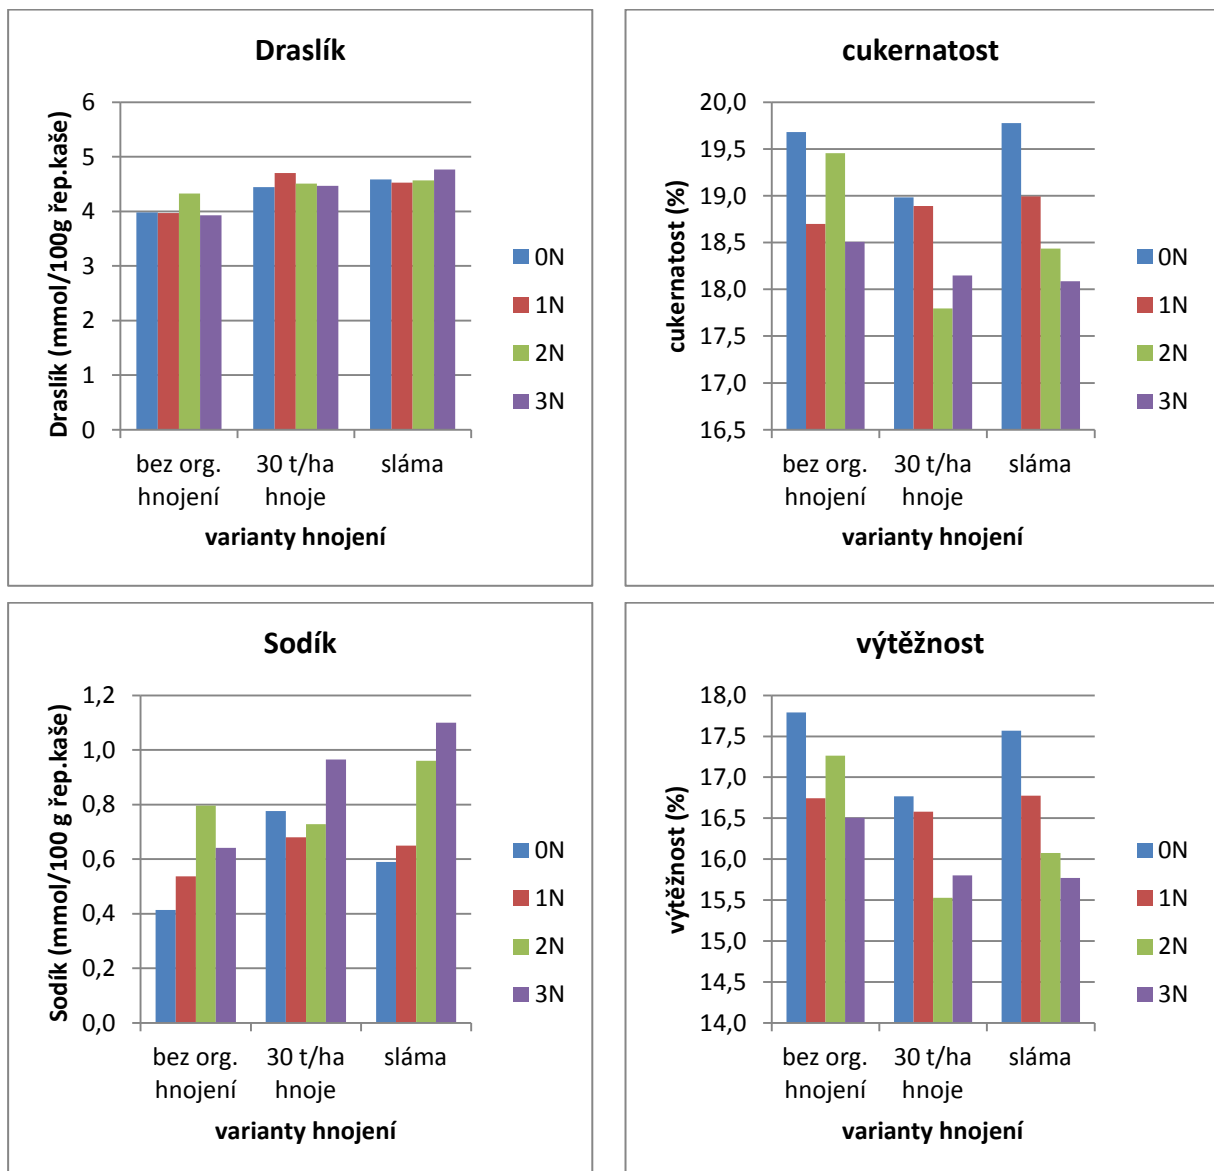 Draslík
Draslík (mmol/100g řep.kaše)
6
5
4
3
2
1
0
bez org.
hnojení
30 t/ha
hnoje
sláma
varianty hnojení
0N
1N
2N
3N
cukernatost
cukernatost (%)
20,0
19,5
19,0
18,5
18,0
17,5
17,0
16,5
bez org.
hnojení
30 t/ha
hnoje
sláma
varianty hnojení
0N
1N
2N
3N
Sodík
Sodík (mmol/100 g řep.kaše)
1,2
1,0
0,8
0,6
0,4
0,2
0,0
bez org.
hnojení
30 t/ha
hnoje
sláma
varianty hnojení
0N
1N
2N
3N
výtěžnost
výtěžnost (%)
18,0
17,5
17,0
16,5
16,0
15,5
15,0
14,5
14,0
bez org.
hnojení
30 t/ha
hnoje
sláma
varianty hnojení
0N
1N
2N
3N